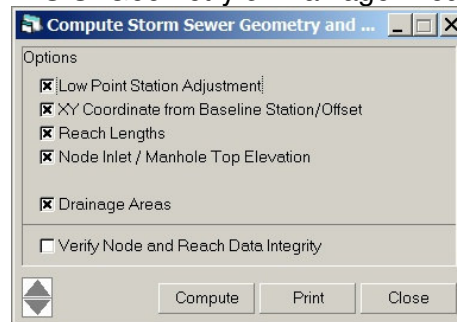 Compute Storm Sewer Geometry and ...
Options
Low Point Station Adjustment
XY Coordinate from Baseline Station/Offset
Reach Lengths
Node Inlet / Manhole Top Elevation
Drainage Areas
Verify Node and Reach Data Integrity
Compute Print Close